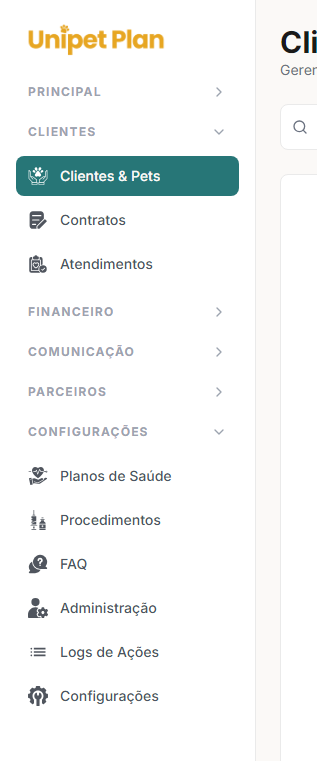 Unipet Plan
PRINCIPAL
CLIENTES
Clientes & Pets
Contratos
Atendimentos
FINANCEIRO
COMUNICAÇÃO
PARCEIROS
CONFIGURAÇÕES
Planos de Saúde
Procedimentos
FAQ
Administração
Logs de Ações
Configurações
Cli
Geren